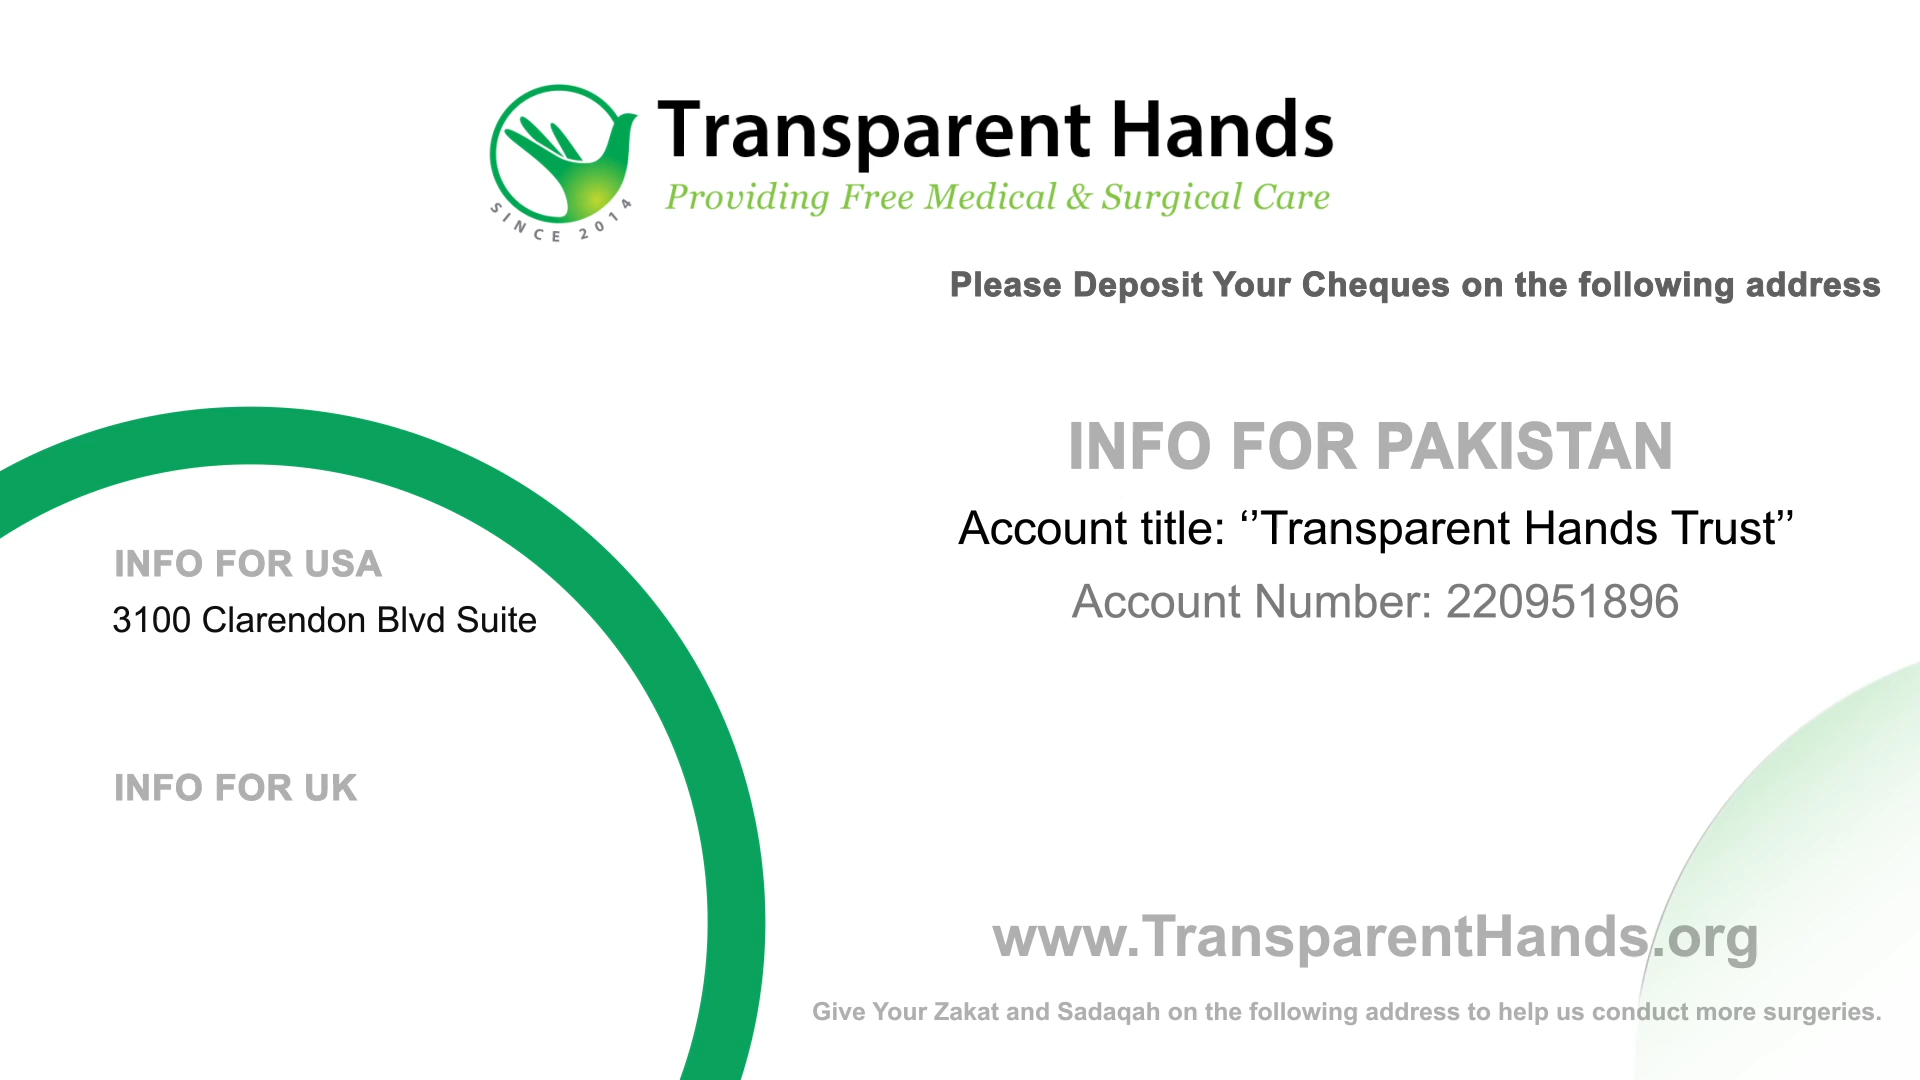 Transparent Hands
Providing Free Medical & Surgical Care
SINCE 2014
Please Deposit Your Cheques on the following address
INFO FOR PAKISTAN
Account title: ‘’Transparent Hands Trust’’
Account Number: 220951896
INFO FOR USA
3100 Clarendon Blvd Suite
INFO FOR UK
www.TransparentHands.org
Give Your Zakat and Sadaqah on the following address to help us conduct more surgeries.